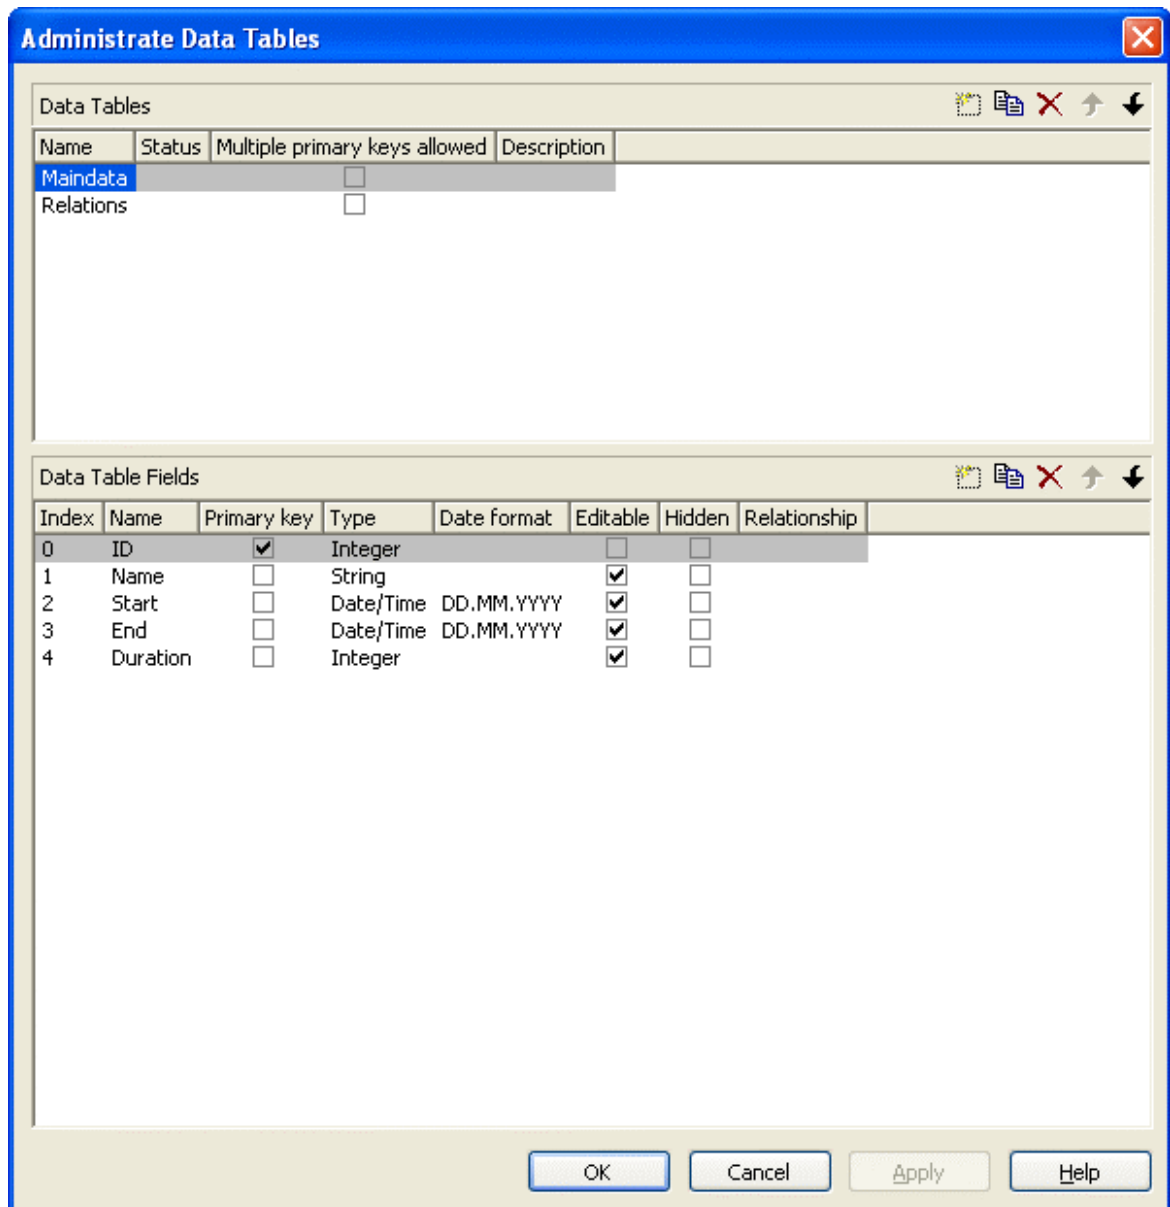 Administrate Data Tables
Data Tables
Name Status Multiple primary keys allowed Description
Maindata
Relations
Data Table Fields
Index Name Primary key Type Date format Editable Hidden Relationship
0 ID Integer
1 Name String
2 Start Date/Time DD.MM.YYYY
3 End Date/Time DD.MM.YYYY
4 Duration Integer
OK Cancel Apply Help